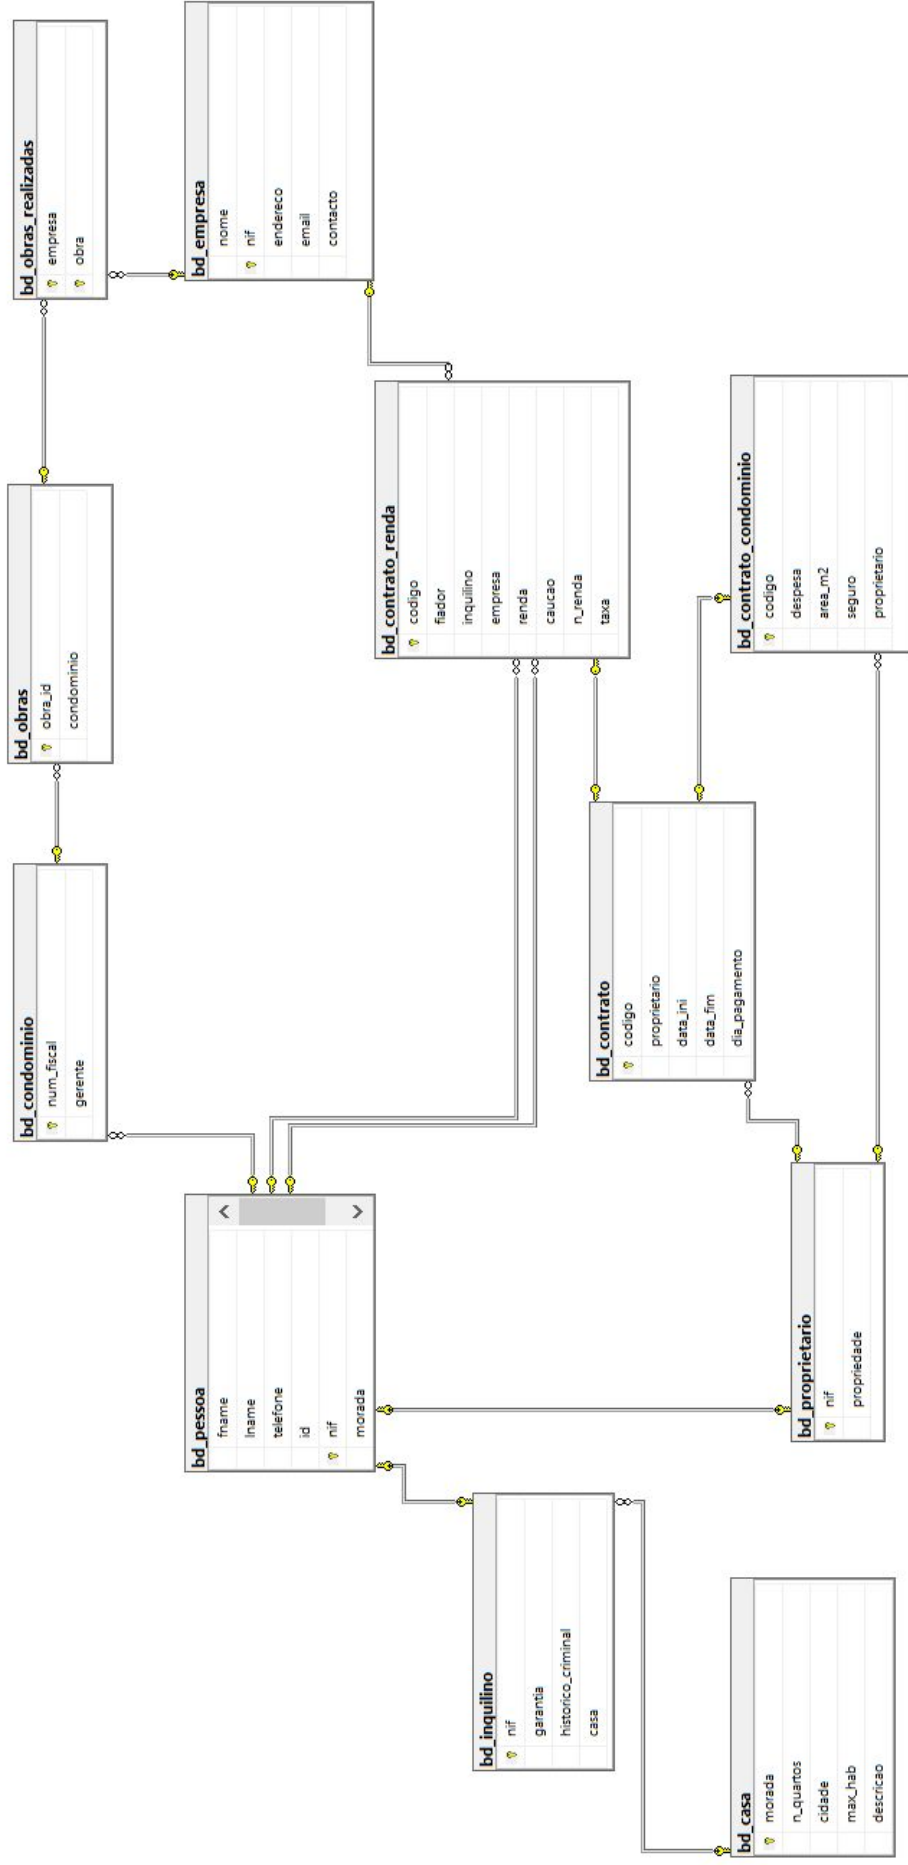 bd_casa
morada
n_quartos
cidade
max_hab
descricao
bd_inquilino
nif
garantia
historico_criminal
casa
bd_pessoa
fname
lname
telefone
id
nif
morada
bd_proprietario
nif
propriedade
bd_condominio
num_fiscal
gerente
bd_contrato
codigo
proprietario
data_ini
data_fim
dia_pagamento
bd_obras
obra_id
condominio
bd_contrato_renda
codigo
fiador
inquilino
empresa
renda
caucao
n_renda
taxa
bd_contrato_condominio
codigo
despesa
area_m2
seguro
proprietario
bd_obras_realizadas
empresa
obra
bd_empresa
nome
nif
endereco
email
contacto